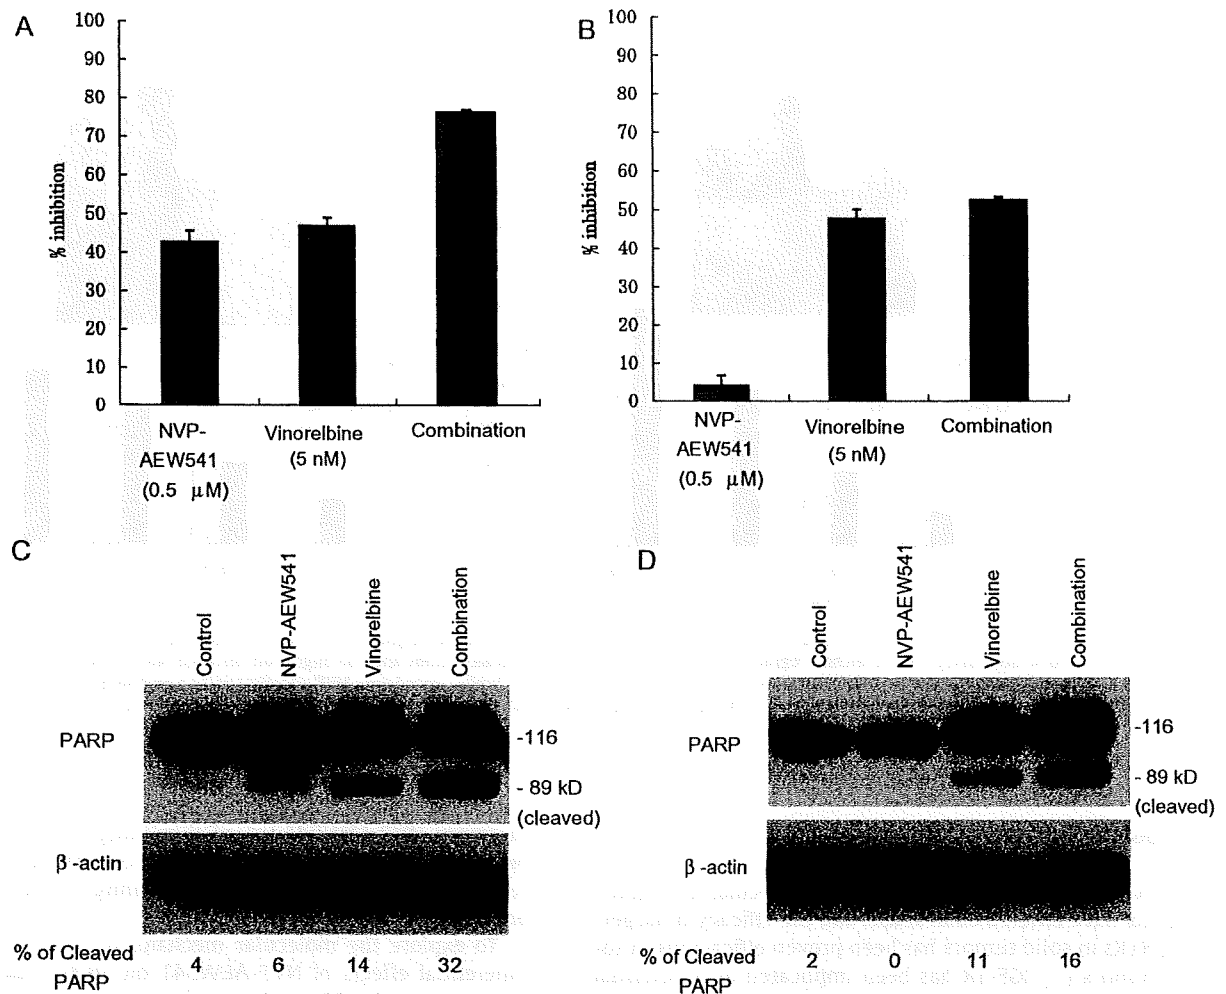 A
100
90
80
70
60
50
40
30
20
10
0
% inhibition
NVP-
AEW541
(0.5 μM)
Vinorelbine
(5 nM)
Combination
B
100
90
80
70
60
50
40
30
20
10
0
% inhibition
NVP-
AEW541
(0.5 μM)
Vinorelbine
(5 nM)
Combination
C
Control
NVP-AEW541
Vinorelbine
Combination
PARP
-116
- 89 kD
(cleaved)
β -actin
% of Cleaved
PARP
4 6 14 32
D
Control
NVP-AEW541
Vinorelbine
Combination
PARP
-116
- 89 kD
(cleaved)
β -actin
% of Cleaved
PARP
2 0 11 16